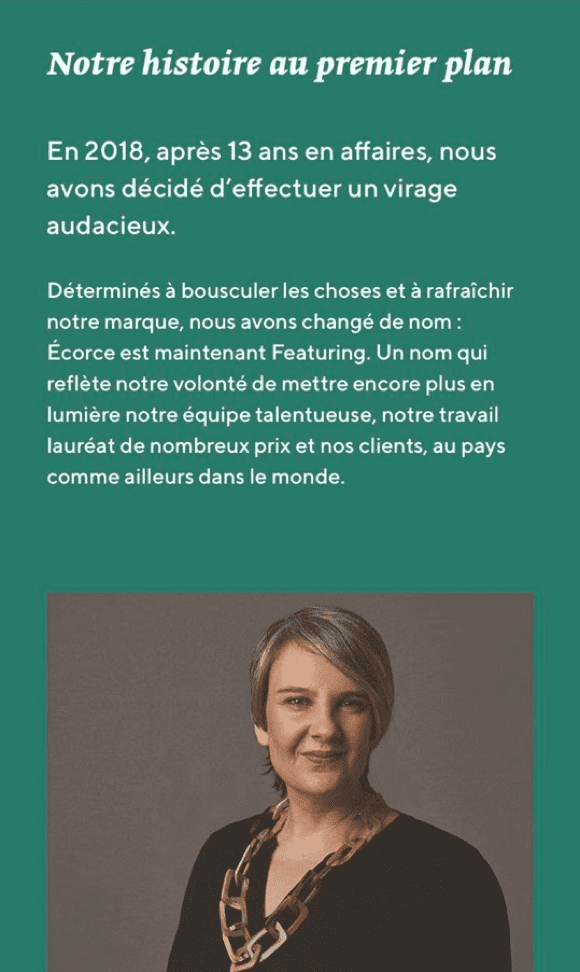 Notre histoire au premier plan
En 2018, après 13 ans en affaires, nous
avons décidé d’effectuer un virage
audacieux.
Déterminés à bousculer les choses et à rafraîchir
notre marque, nous avons changé de nom :
Écorce est maintenant Featuring. Un nom qui
reflète notre volonté de mettre encore plus en
lumière notre équipe talentueuse, notre travail
lauréat de nombreux prix et nos clients, au pays
comme ailleurs dans le monde.